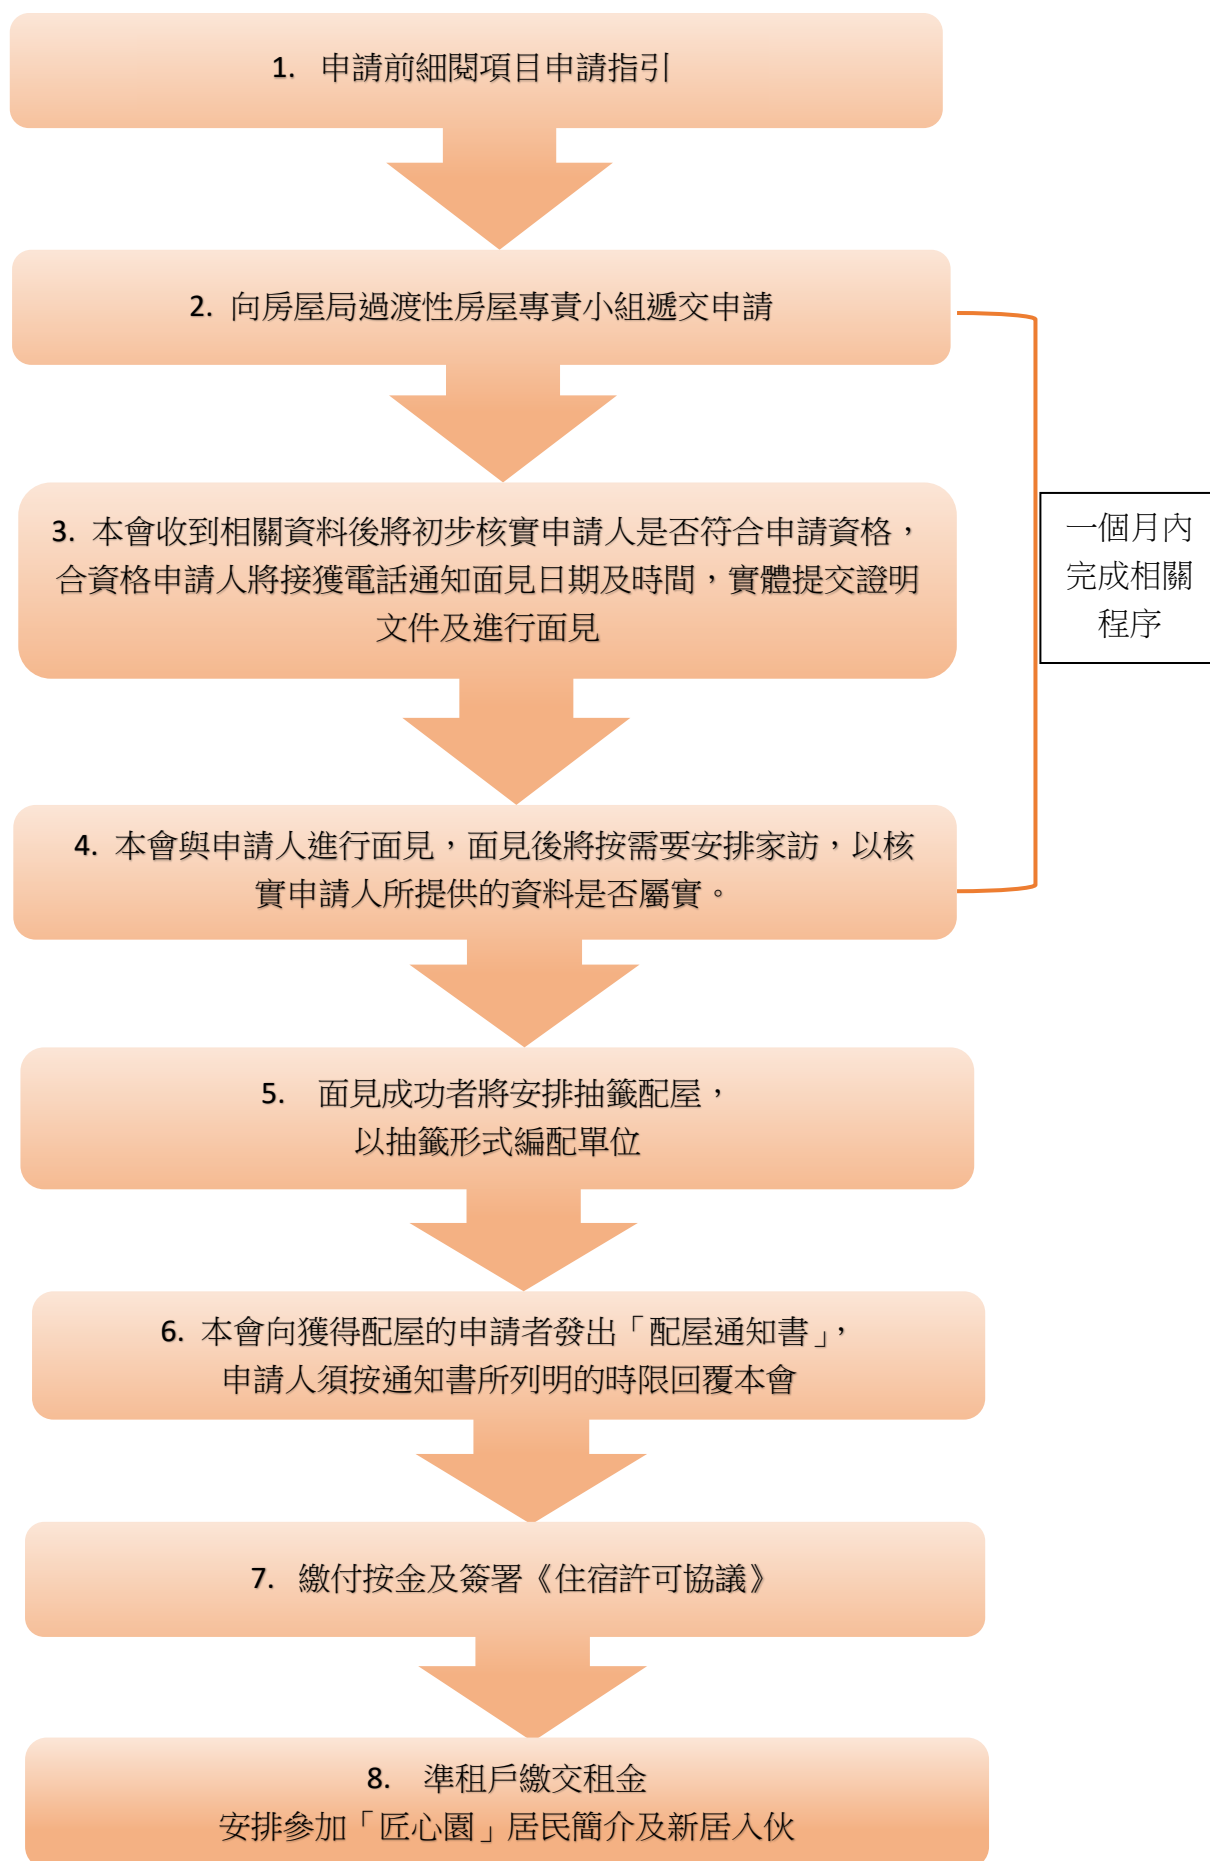 1. 申請前細閱項目申請指引
2. 向房屋局過渡性房屋專責小組遞交申請
3. 本會收到相關資料後將初步核實申請人是否符合申請資格，
合資格申請人將接獲電話通知面見日期及時間，實體提交證明
文件及進行面見
一個月內
完成相關
程序
4. 本會與申請人進行面見，面見後將按需要安排家訪，以核
實申請人所提供的資料是否屬實。
5. 面見成功者將安排抽籤配屋，
以抽籤形式編配單位
6. 本會向獲得配屋的申請者發出「配屋通知書」，
申請人須按通知書所列明的時限回覆本會
7. 繳付按金及簽署《住宿許可協議》
8. 準租戶繳交租金
安排參加「匠心園」居民簡介及新居入伙